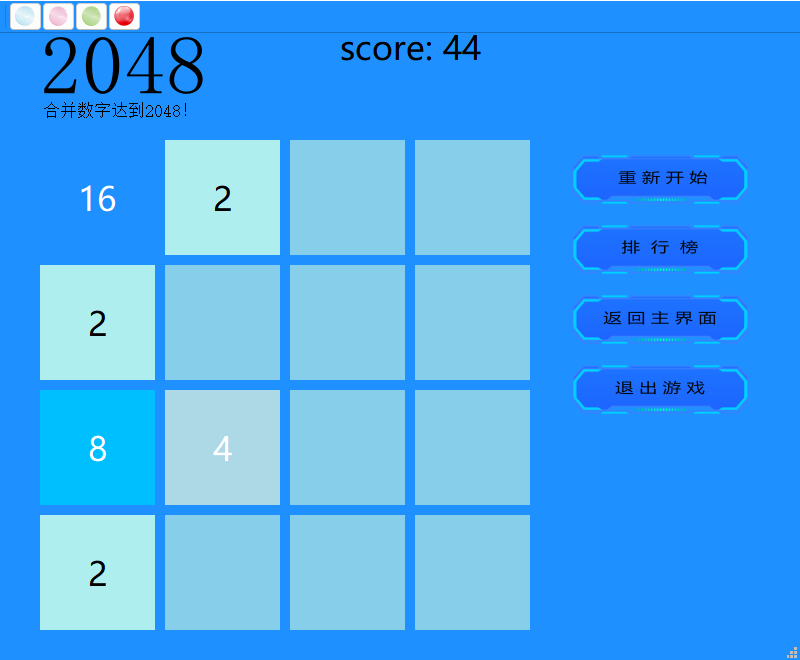 2048
score: 44
合并数字达到2048!
16 2
2
8 4
2
重新开始
排行榜
返回主界面
退出游戏